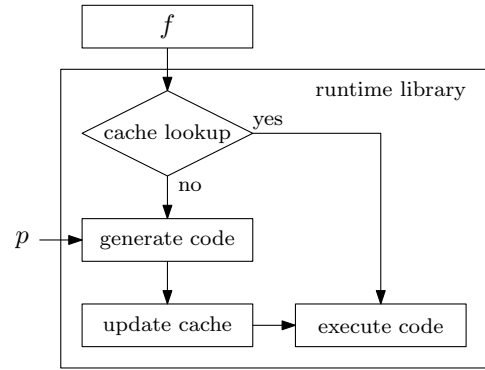 f
runtime library
cache lookup
yes
no
p
generate code
update cache
execute code